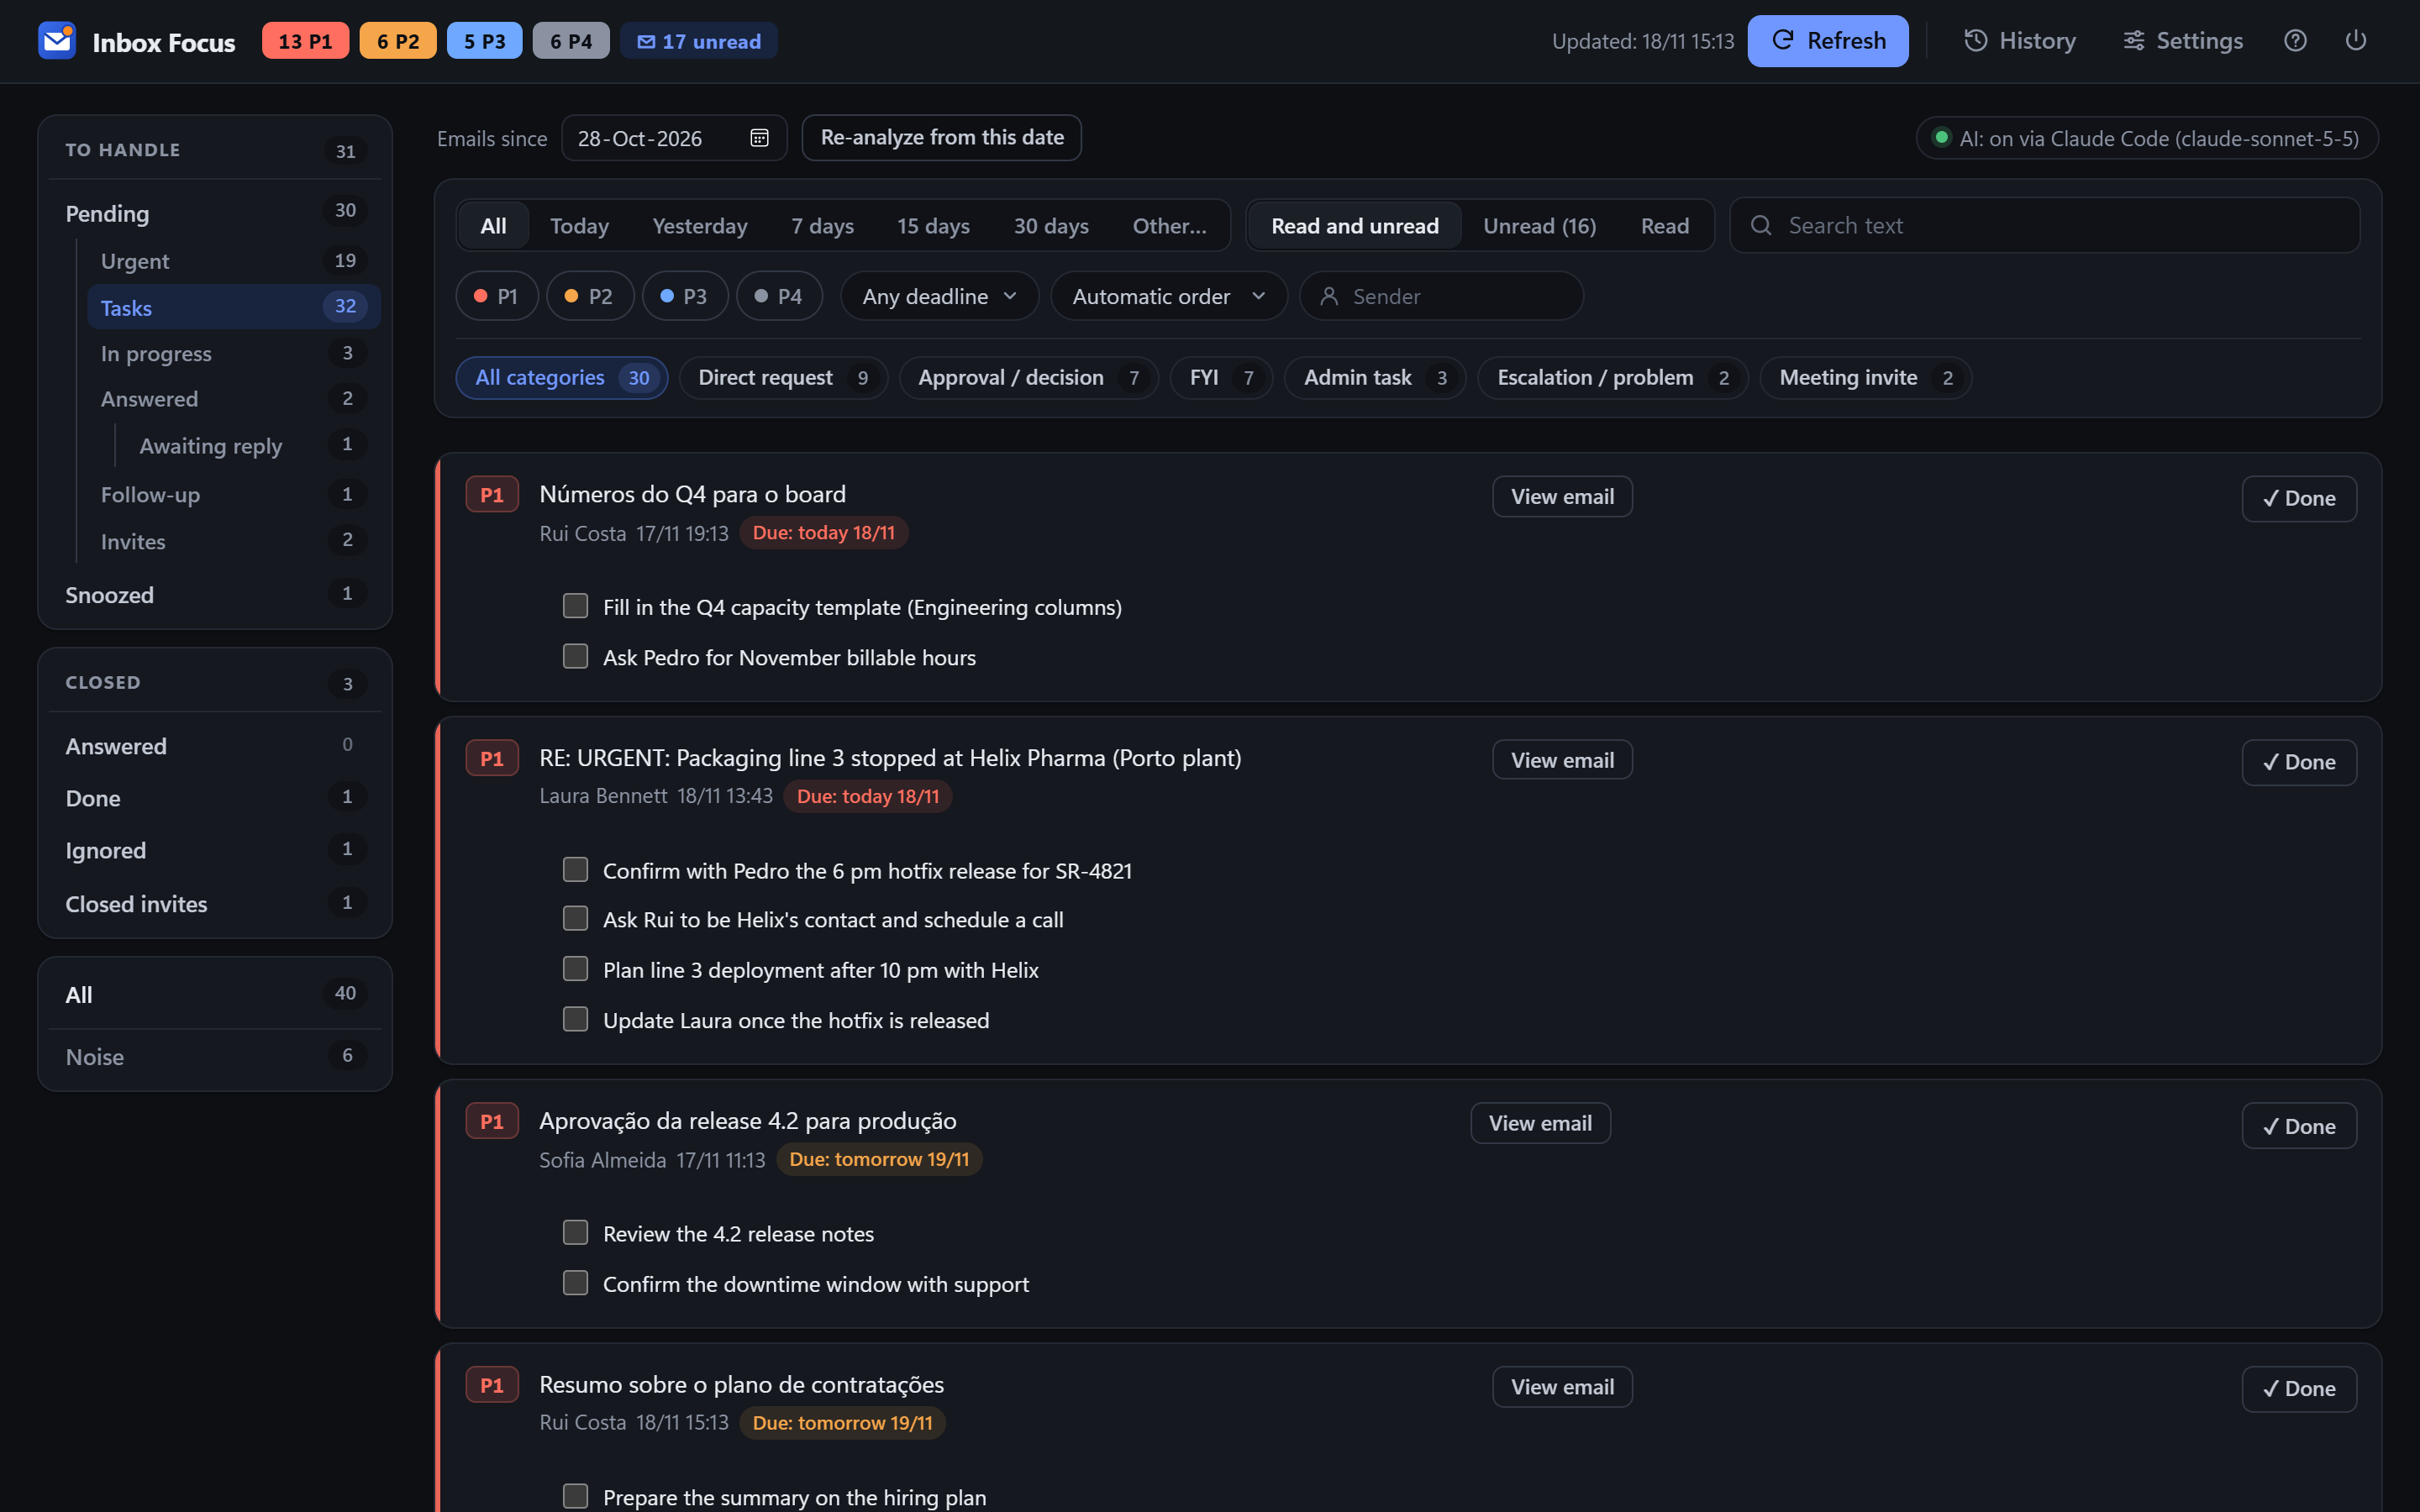 Inbox Focus 13 P1 6 P2 5 P3 6 P4 17 unread Updated: 18/11 15:13 Refresh History Settings
TO HANDLE 31
Pending 30
Urgent 19
Tasks 32
In progress 3
Answered 2
Awaiting reply 1
Follow-up 1
Invites 2
Snoozed 1
CLOSED 3
Answered 0
Done 1
Ignored 1
Closed invites 1
All 40
Noise 6
Emails since 28-Oct-2026 Re-analyze from this date AI: on via Claude Code (claude-sonnet-5-5)
All Today Yesterday 7 days 15 days 30 days Other... Read and unread Unread (16) Read Search text
P1 P2 P3 P4 Any deadline Automatic order Sender
All categories 30 Direct request 9 Approval / decision 7 FYI 7 Admin task 3 Escalation / problem 2 Meeting invite 2
P1 Números do Q4 para o board View email ✓ Done
Rui Costa 17/11 19:13 Due: today 18/11
Fill in the Q4 capacity template (Engineering columns)
Ask Pedro for November billable hours
P1 RE: URGENT: Packaging line 3 stopped at Helix Pharma (Porto plant) View email ✓ Done
Laura Bennett 18/11 13:43 Due: today 18/11
Confirm with Pedro the 6 pm hotfix release for SR-4821
Ask Rui to be Helix's contact and schedule a call
Plan line 3 deployment after 10 pm with Helix
Update Laura once the hotfix is released
P1 Aprovação da release 4.2 para produção View email ✓ Done
Sofia Almeida 17/11 11:13 Due: tomorrow 19/11
Review the 4.2 release notes
Confirm the downtime window with support
P1 Resumo sobre o plano de contratações View email ✓ Done
Rui Costa 18/11 15:13 Due: tomorrow 19/11
Prepare the summary on the hiring plan